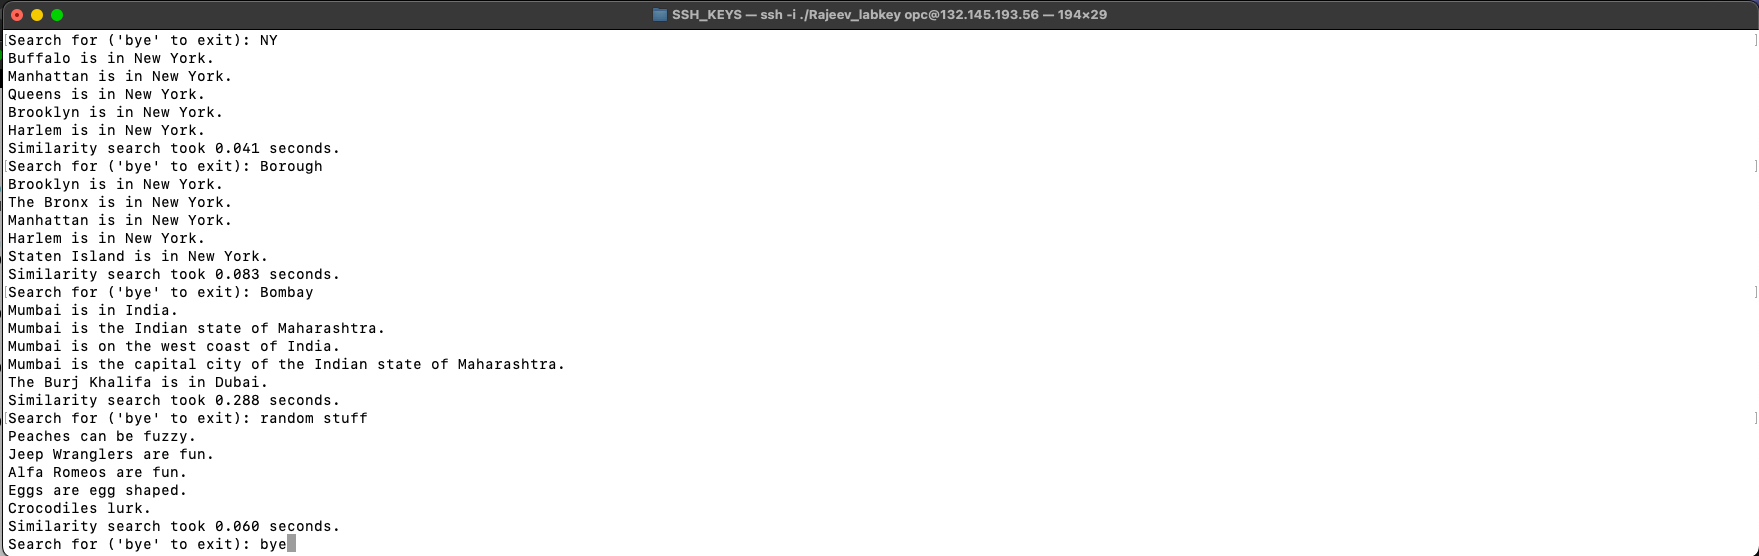 SSH_KEYS — ssh -i ./Rajeev_labkey opc@132.145.193.56 — 194×29
Search for ('bye' to exit): NY
Buffalo is in New York.
Manhattan is in New York.
Queens is in New York.
Brooklyn is in New York.
Harlem is in New York.
Similarity search took 0.041 seconds.
Search for ('bye' to exit): Borough
Brooklyn is in New York.
The Bronx is in New York.
Manhattan is in New York.
Harlem is in New York.
Staten Island is in New York.
Similarity search took 0.083 seconds.
Search for ('bye' to exit): Bombay
Mumbai is in India.
Mumbai is the Indian state of Maharashtra.
Mumbai is on the west coast of India.
Mumbai is the capital city of the Indian state of Maharashtra.
The Burj Khalifa is in Dubai.
Similarity search took 0.288 seconds.
Search for ('bye' to exit): random stuff
Peaches can be fuzzy.
Jeep Wranglers are fun.
Alfa Romeos are fun.
Eggs are egg shaped.
Crocodiles lurk.
Similarity search took 0.060 seconds.
Search for ('bye' to exit): bye